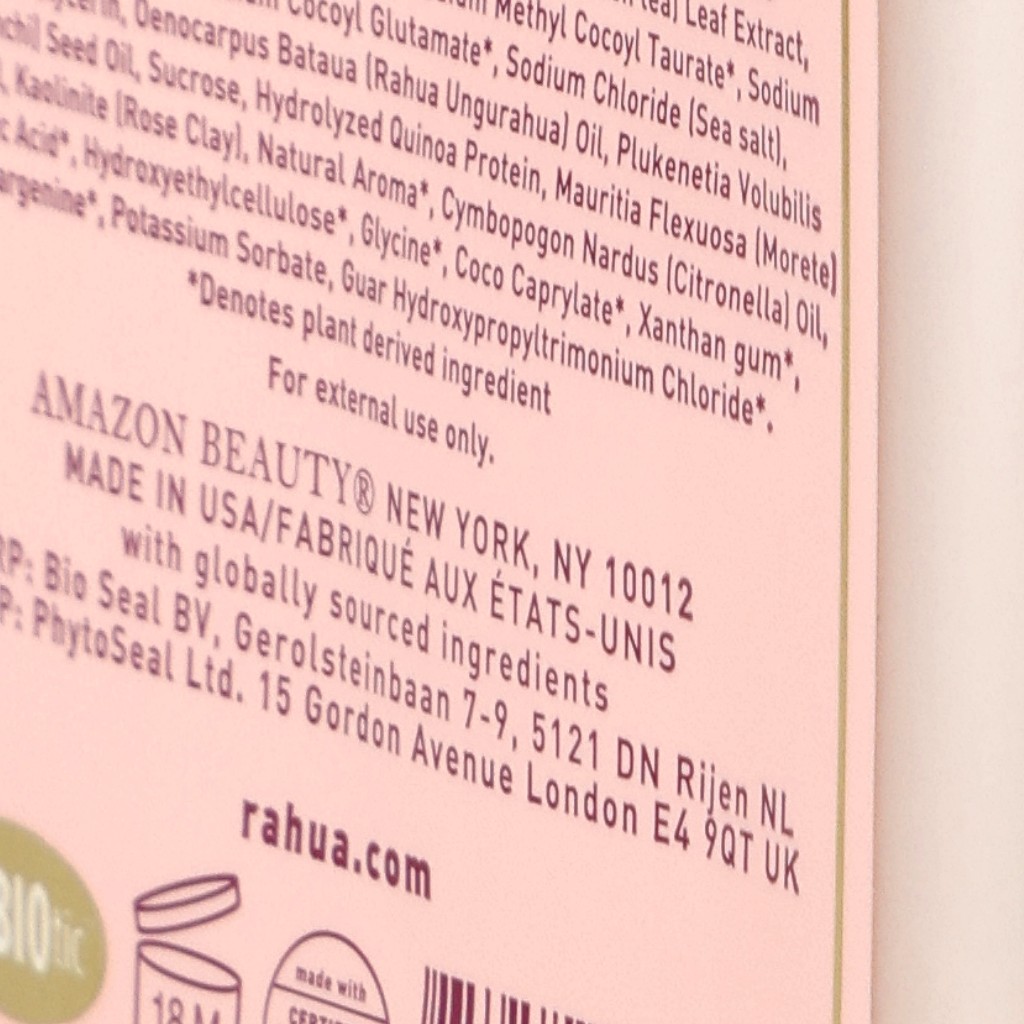 Leaf Extract,
Methyl Cocoyl Taurate*, Sodium
Cocoyl Glutamate*, Sodium Chloride (Sea salt),
Oenocarpus Bataua (Rahua Ungurahua) Oil, Plukenetia Volubilis
Seed Oil, Sucrose, Hydrolyzed Quinoa Protein, Mauritia Flexuosa (Morete)
Kaolinite (Rose Clay), Natural Aroma*, Cymbopogon Nardus (Citronella) Oil,
Acid*, Hydroxyethylcellulose*, Glycine*, Coco Caprylate*, Xanthan gum*,
argenine*, Potassium Sorbate, Guar Hydroxypropyltrimonium Chloride*.
*Denotes plant derived ingredient
For external use only.
AMAZON BEAUTY® NEW YORK, NY 10012
MADE IN USA/FABRIQUÉ AUX ÉTATS-UNIS
with globally sourced ingredients
RP: Bio Seal BV, Gerolsteinbaan 7-9, 5121 DN Rijen NL
P: PhytoSeal Ltd. 15 Gordon Avenue London E4 9QT UK
rahua.com
BIOtic
18 M
made with